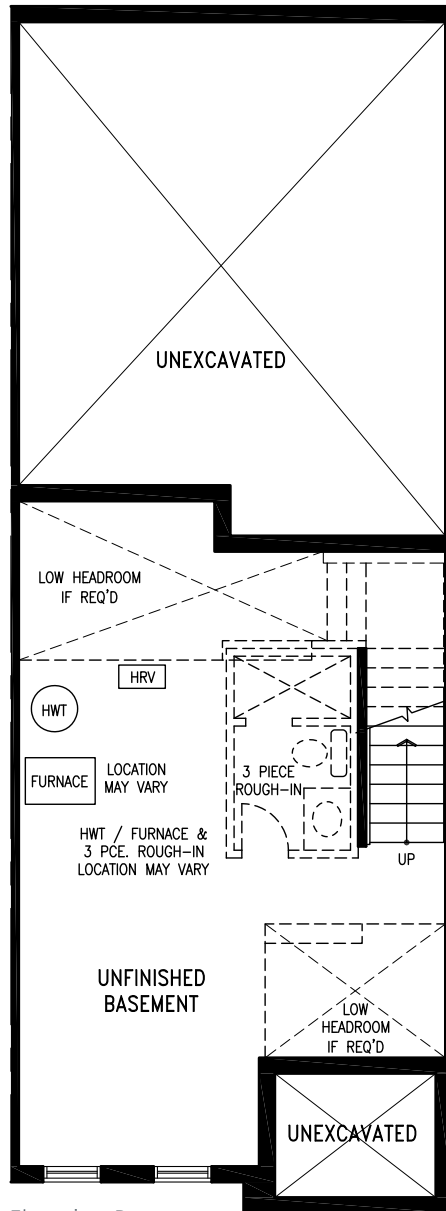 UNEXCAVATED
LOW HEADROOM
IF REQ'D
HRV
HWT
FURNACE
LOCATION
MAY VARY
3 PIECE
ROUGH-IN
HWT / FURNACE &
3 PCE. ROUGH-IN
LOCATION MAY VARY
UP
UNFINISHED
BASEMENT
LOW
HEADROOM
IF REQ'D
UNEXCAVATED